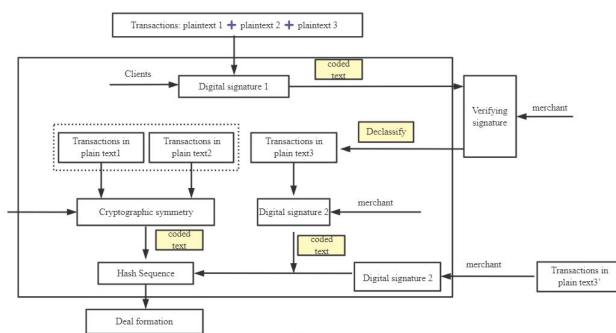 Transactions: plaintext 1 + plaintext 2 + plaintext 3
coded
text
Clients
Digital signature 1
Verifying
signature
merchant
Declassify
Transactions in
plain text1
Transactions in
plain text2
Transactions in
plain text3
Cryptographic symmetry
Digital signature 2
merchant
coded
text
coded
text
Hash Sequence
Digital signature 2
merchant
Transactions in
plain text3'
Deal formation